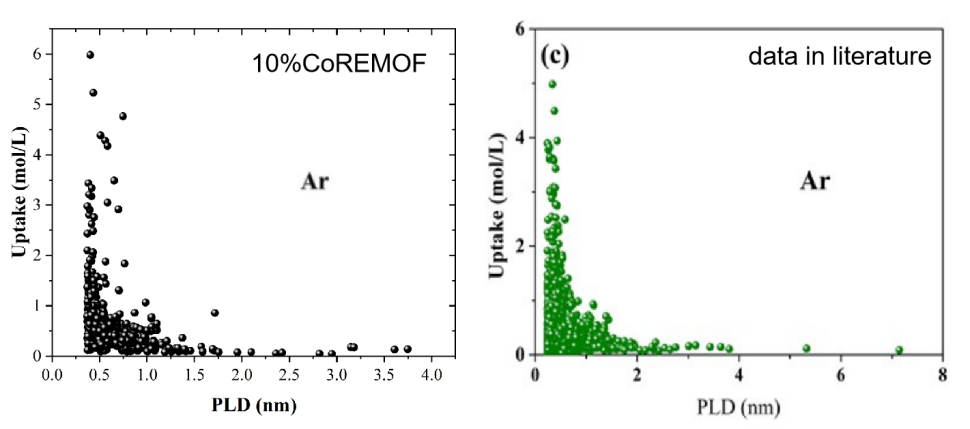 10%CoREMOF
Ar
Uptake (mol/L)
6
5
4
3
2
1
0
0.0 0.5 1.0 1.5 2.0 2.5 3.0 3.5 4.0
PLD (nm)
(c) data in literature
Ar
Uptake (mol/L)
6
4
2
0
0 2 4 6 8
PLD (nm)